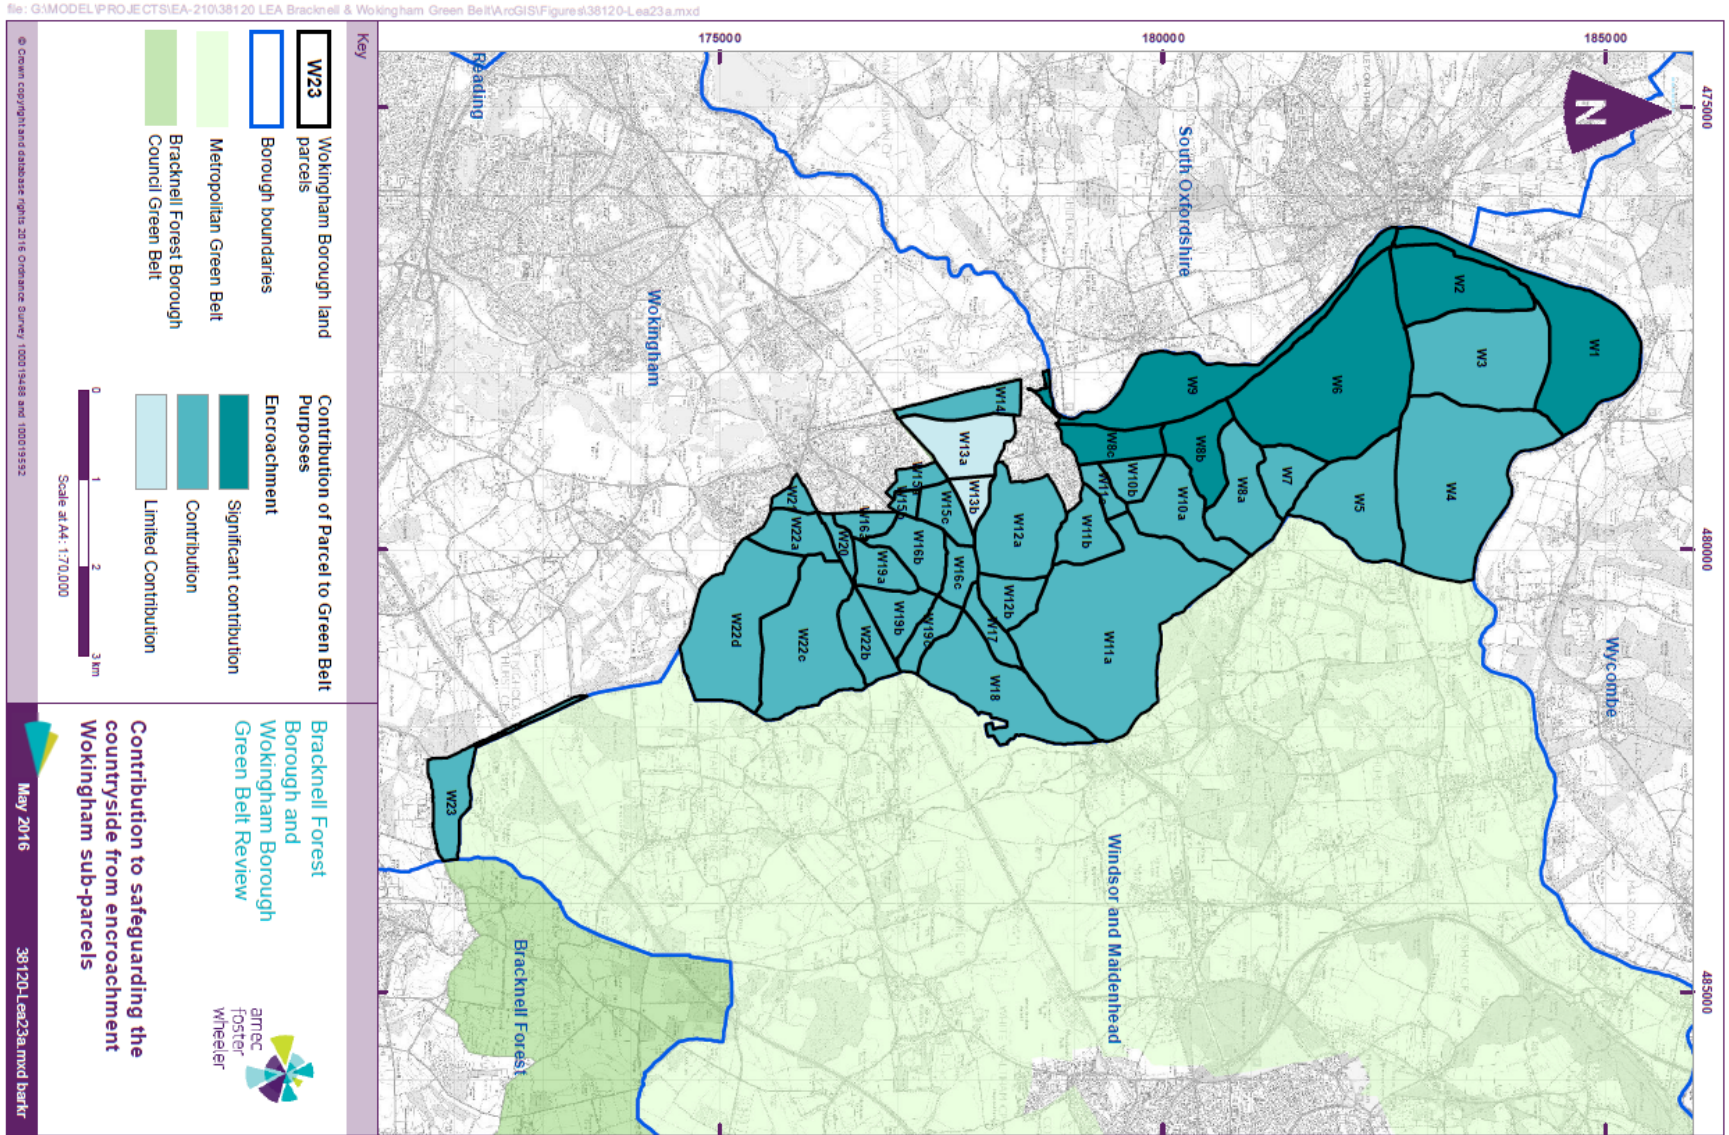 file: G:\MODEL\PROJECTS\EA-210\38120 LEA Bracknell & Wokingham Green Belt\ArcGIS\Figures\38120-Lea23a.mxd
475000
480000
485000
185000
180000
175000
N
South Oxfordshire
Wycombe
Reading
Wokingham
Windsor and Maidenhead
Bracknell Forest
W1
W2
W3
W4
W5
W6
W7
W8a
W8b
W8c
W9
W10a
W10b
W11a
W11b
W12a
W12b
W13a
W13b
W14
W15c
W16b
W16c
W17
W18
W19a
W19b
W20
W22a
W22b
W22c
W22d
W23
Key
W23
Wokingham Borough land
parcels
Borough boundaries
Metropolitan Green Belt
Bracknell Forest Borough
Council Green Belt
Contribution of Parcel to Green Belt
Purposes
Encroachment
Significant contribution
Contribution
Limited Contribution
0
1
2
3 km
Scale at A4: 1:70,000
© Crown copyright and database rights 2016 Ordnance Survey 100019488 and 100019592
Bracknell Forest
Borough and
Wokingham Borough
Green Belt Review
Contribution to safeguarding the
countryside from encroachment
Wokingham sub-parcels
amec
foster
wheeler
May 2016
38120-Lea23a.mxd barkr